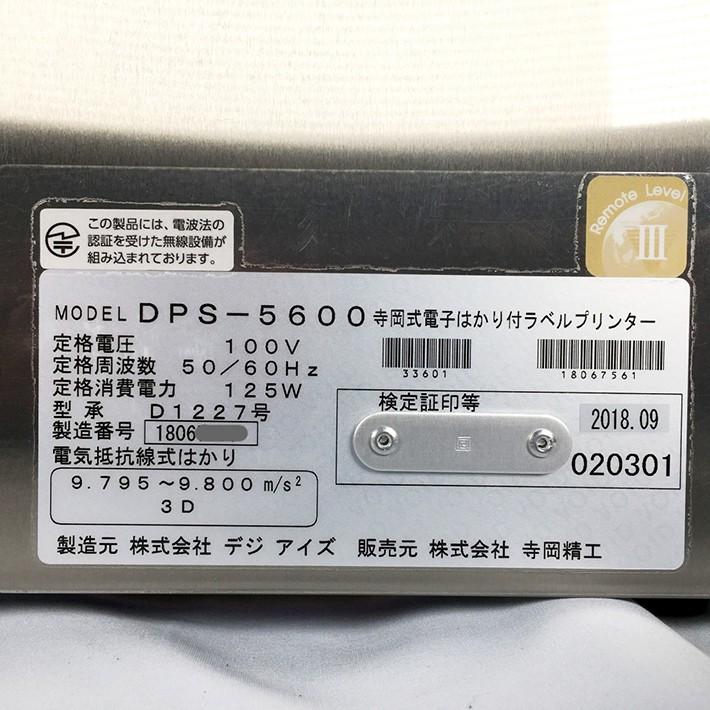 この製品には、電波法の
認証を受けた無線設備が
組み込まれております。
Remote Level
III
MODEL DPS-5600 寺岡式電子はかり付ラベルプリンター
定格電圧 100V
定格周波数 50/60Hz
定格消費電力 125W
型 承 D1227号
製造番号 1806
電気抵抗線式はかり
9.795~9.800 m/s²
3D
33601
18067561
検定証印等
2018.09
020301
製造元 株式会社 デジ アイズ 販売元 株式会社 寺岡精工